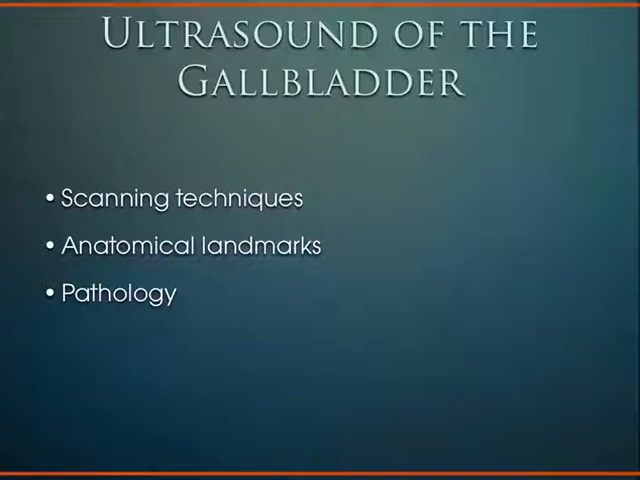 ULTRASOUND OF THE
GALLBLADDER
• Scanning techniques
• Anatomical landmarks
• Pathology